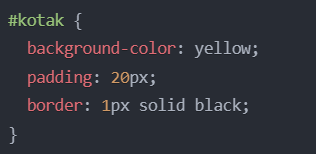 #kotak {
  background-color: yellow;
  padding: 20px;
  border: 1px solid black;
}